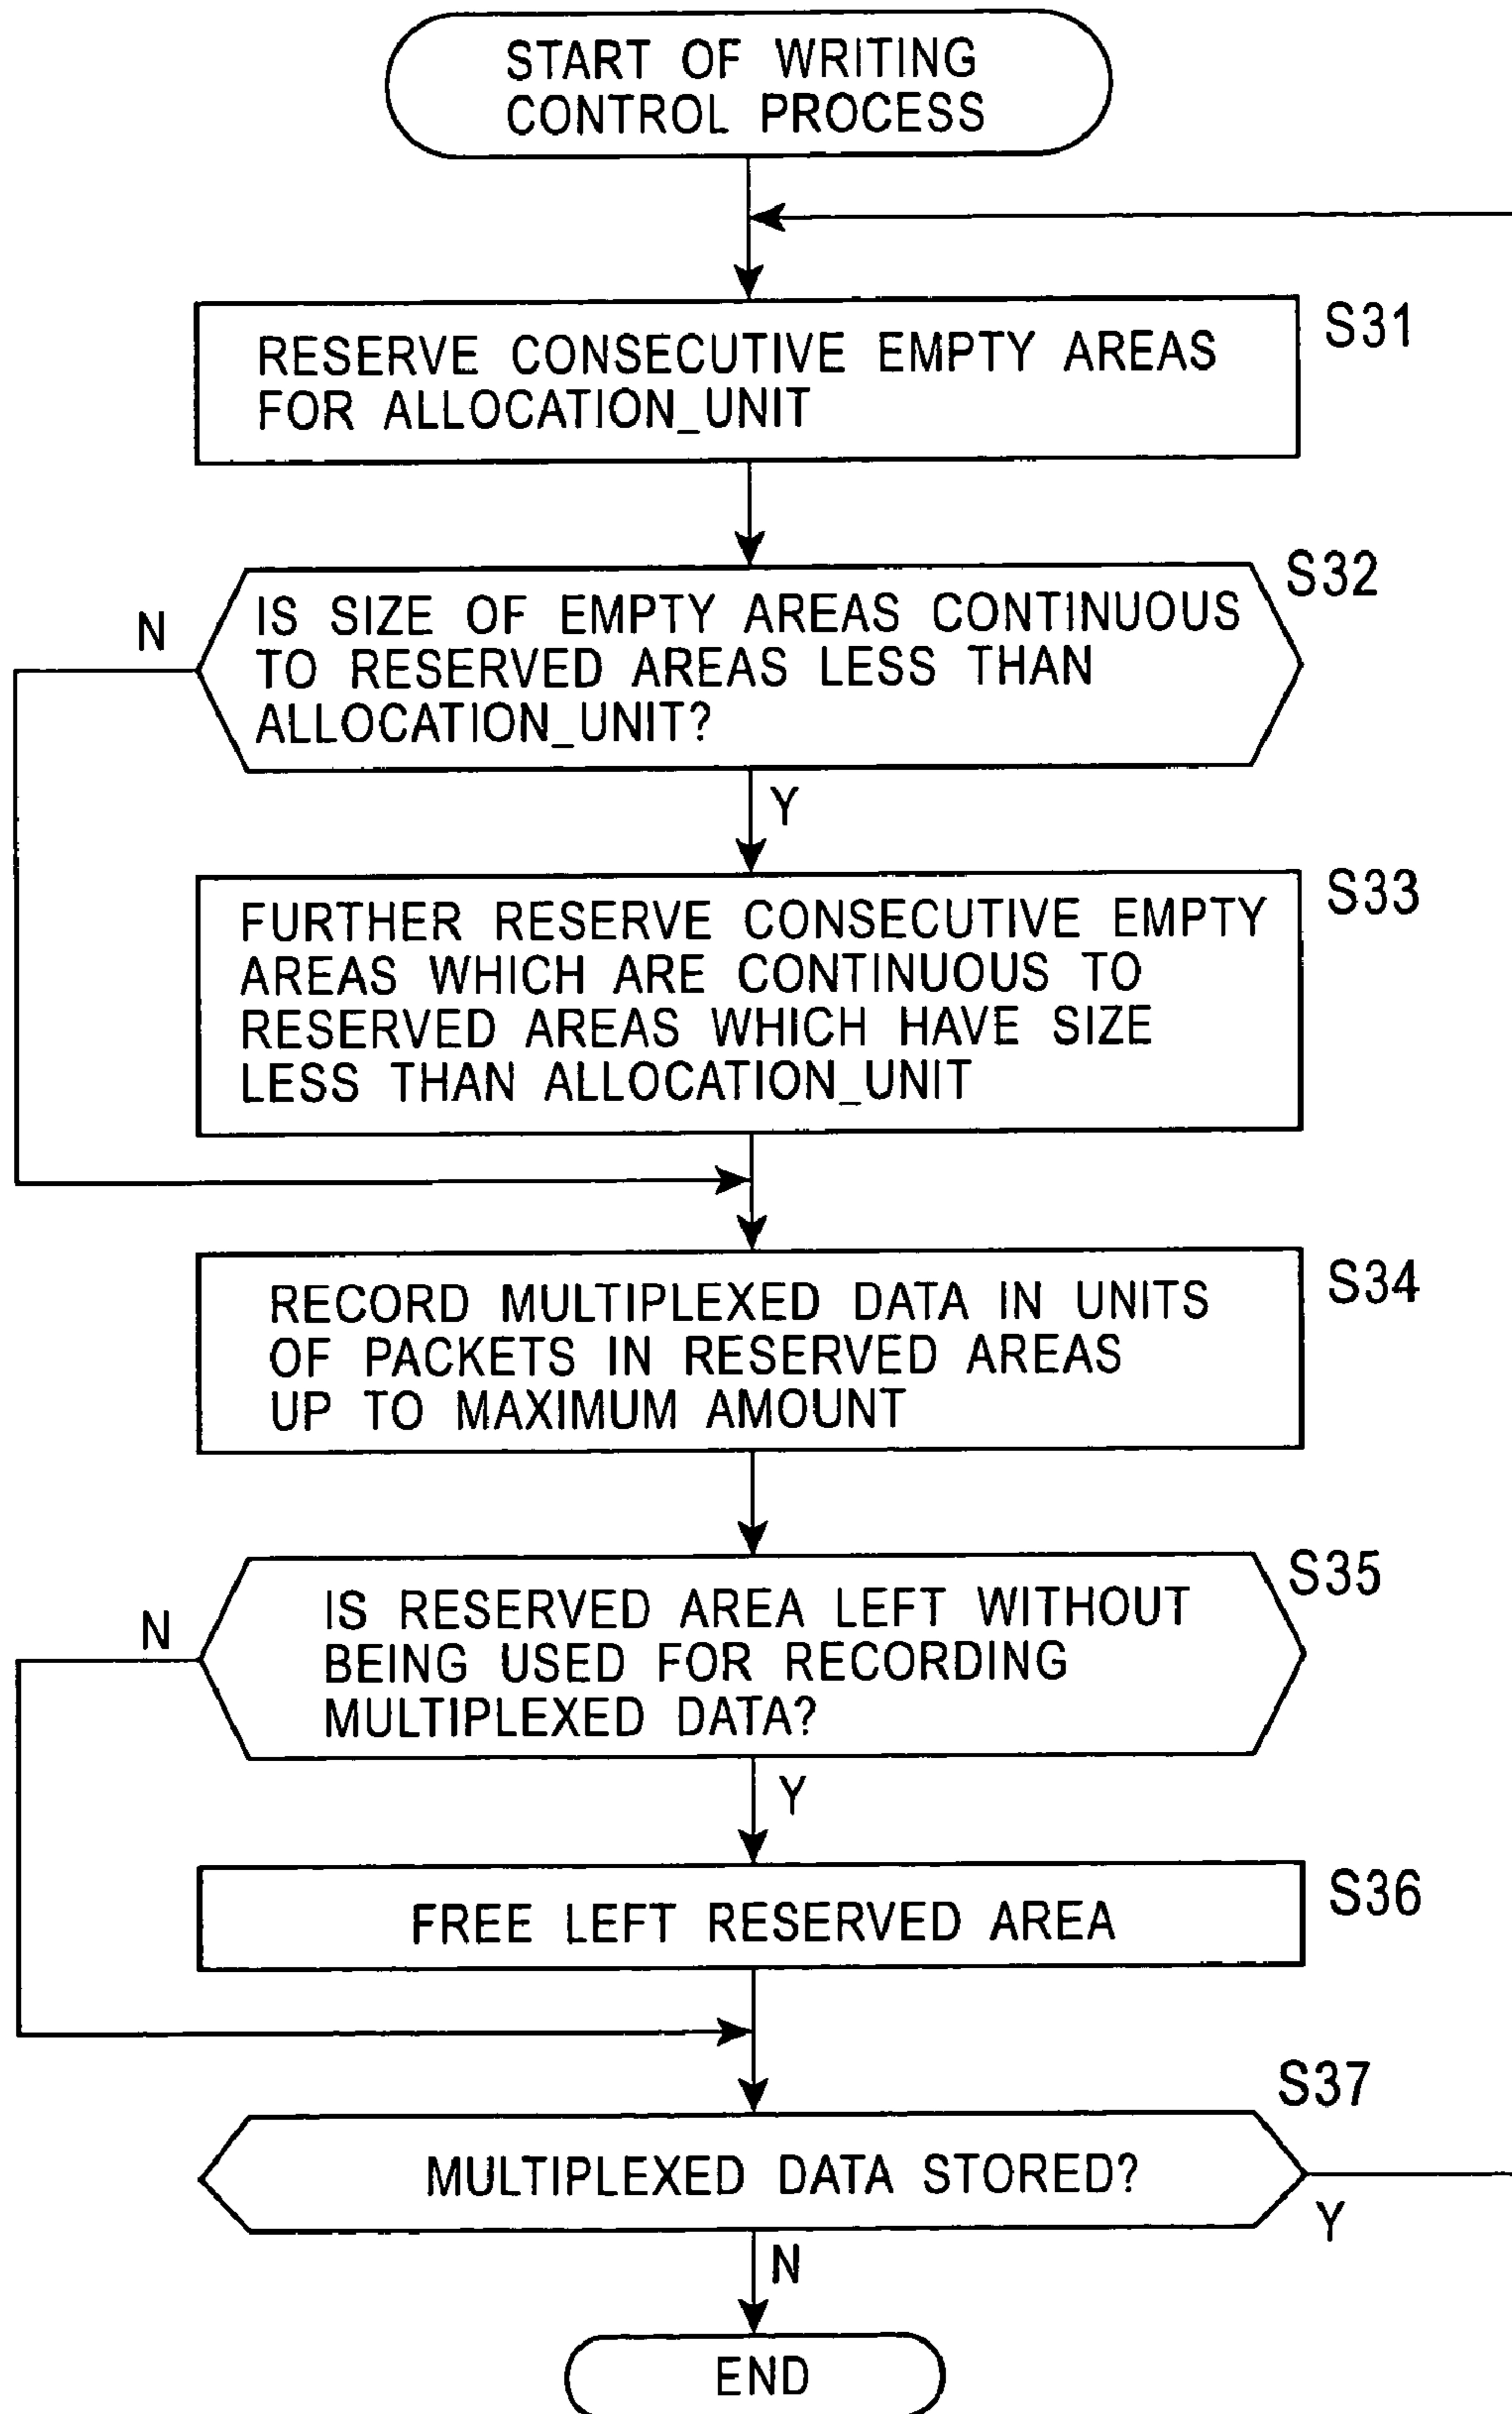 START OF WRITING
CONTROL PROCESS
S31
RESERVE CONSECUTIVE EMPTY AREAS
FOR ALLOCATION_UNIT
S32
N
IS SIZE OF EMPTY AREAS CONTINUOUS
TO RESERVED AREAS LESS THAN
ALLOCATION_UNIT?
Y
S33
FURTHER RESERVE CONSECUTIVE EMPTY
AREAS WHICH ARE CONTINUOUS TO
RESERVED AREAS WHICH HAVE SIZE
LESS THAN ALLOCATION_UNIT
S34
RECORD MULTIPLEXED DATA IN UNITS
OF PACKETS IN RESERVED AREAS
UP TO MAXIMUM AMOUNT
S35
N
IS RESERVED AREA LEFT WITHOUT
BEING USED FOR RECORDING
MULTIPLEXED DATA?
Y
S36
FREE LEFT RESERVED AREA
S37
MULTIPLEXED DATA STORED?
Y
N
END